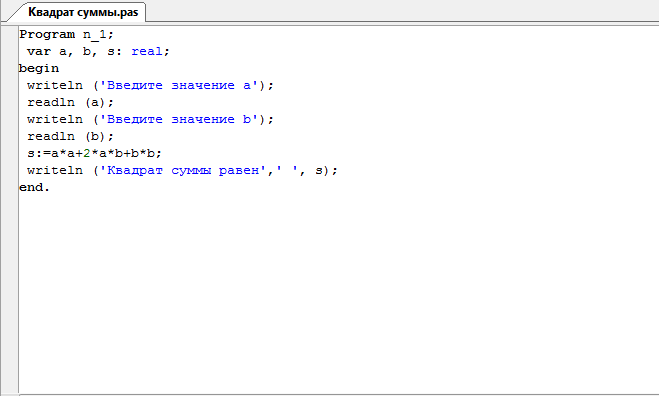 Квадрат суммы.pas
Program n_1;
var a, b, s: real;
begin
writeln ('Введите значение a');
readln (a);
writeln ('Введите значение b');
readln (b);
s:=a*a+2*a*b+b*b;
writeln ('Квадрат суммы равен',' ', s);
end.